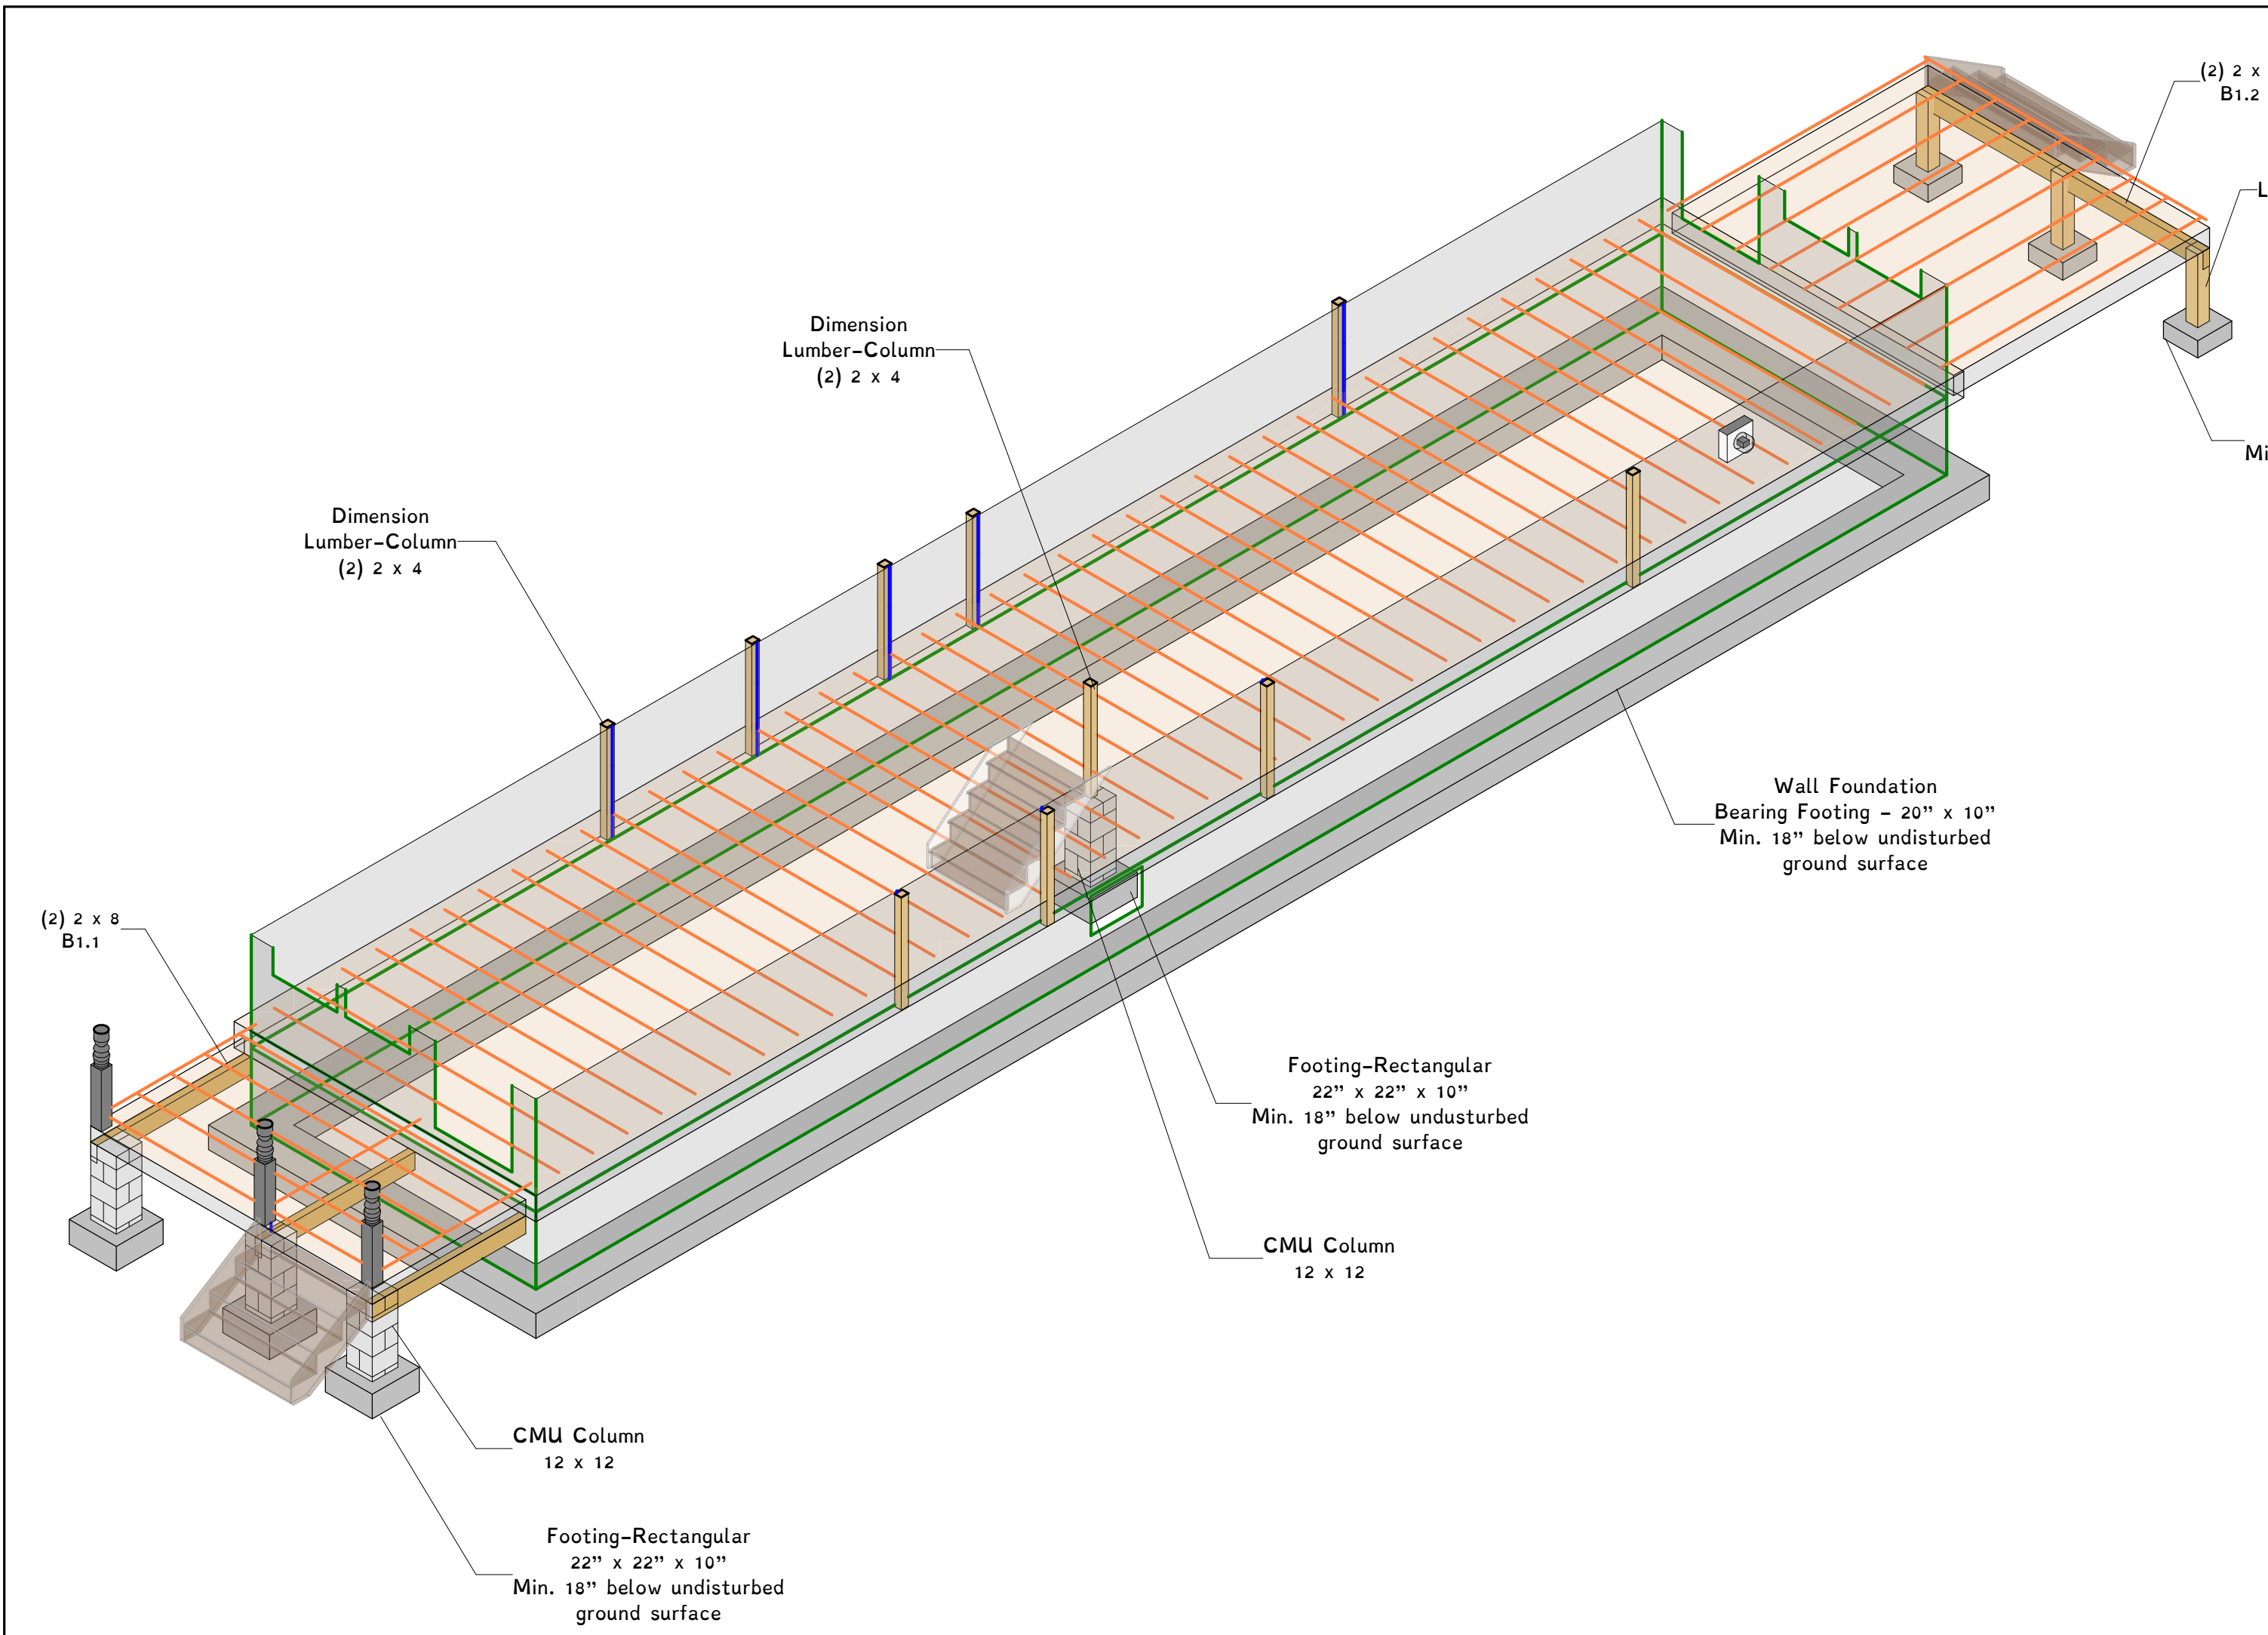 (2) 2 x
B1.2
L
Mi
Dimension
Lumber-Column
(2) 2 x 4
Dimension
Lumber-Column
(2) 2 x 4
Wall Foundation
Bearing Footing - 20” x 10”
Min. 18” below undisturbed
ground surface
(2) 2 x 8
B1.1
Footing-Rectangular
22” x 22” x 10”
Min. 18” below undusturbed
ground surface
CMU Column
12 x 12
CMU Column
12 x 12
Footing-Rectangular
22” x 22” x 10”
Min. 18” below undisturbed
ground surface